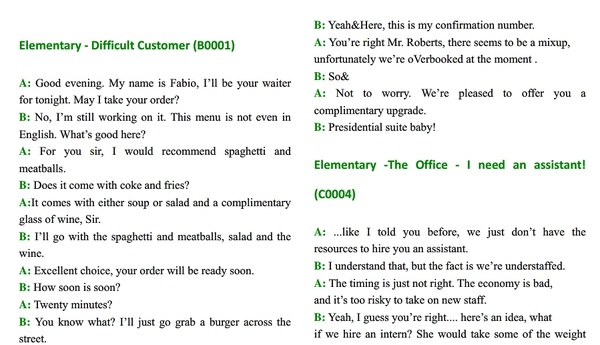 Elementary - Difficult Customer (B0001)
A: Good evening. My name is Fabio, I'll be your waiter
for tonight. May I take your order?
B: No, I'm still working on it. This menu is not even in
English. What's good here?
A: For you sir, I would recommend spaghetti and
meatballs.
B: Does it come with coke and fries?
A:It comes with either soup or salad and a complimentary
glass of wine, Sir.
B: I'll go with the spaghetti and meatballs, salad and the
wine.
A: Excellent choice, your order will be ready soon.
B: How soon is soon?
A: Twenty minutes?
B: You know what? I'll just go grab a burger across the
street.
B: Yeah&Here, this is my confirmation number.
A: You're right Mr. Roberts, there seems to be a mixup,
unfortunately we're oVerbooked at the moment .
B: So&
A: Not to worry. We're pleased to offer you a
complimentary upgrade.
B: Presidential suite baby!
Elementary -The Office - I need an assistant!
(C0004)
A: ...like I told you before, we just don't have the
resources to hire you an assistant.
B: I understand that, but the fact is we're understaffed.
A: The timing is just not right. The economy is bad,
and it's too risky to take on new staff.
B: Yeah, I guess you're right.... here's an idea, what
if we hire an intern? She would take some of the weight